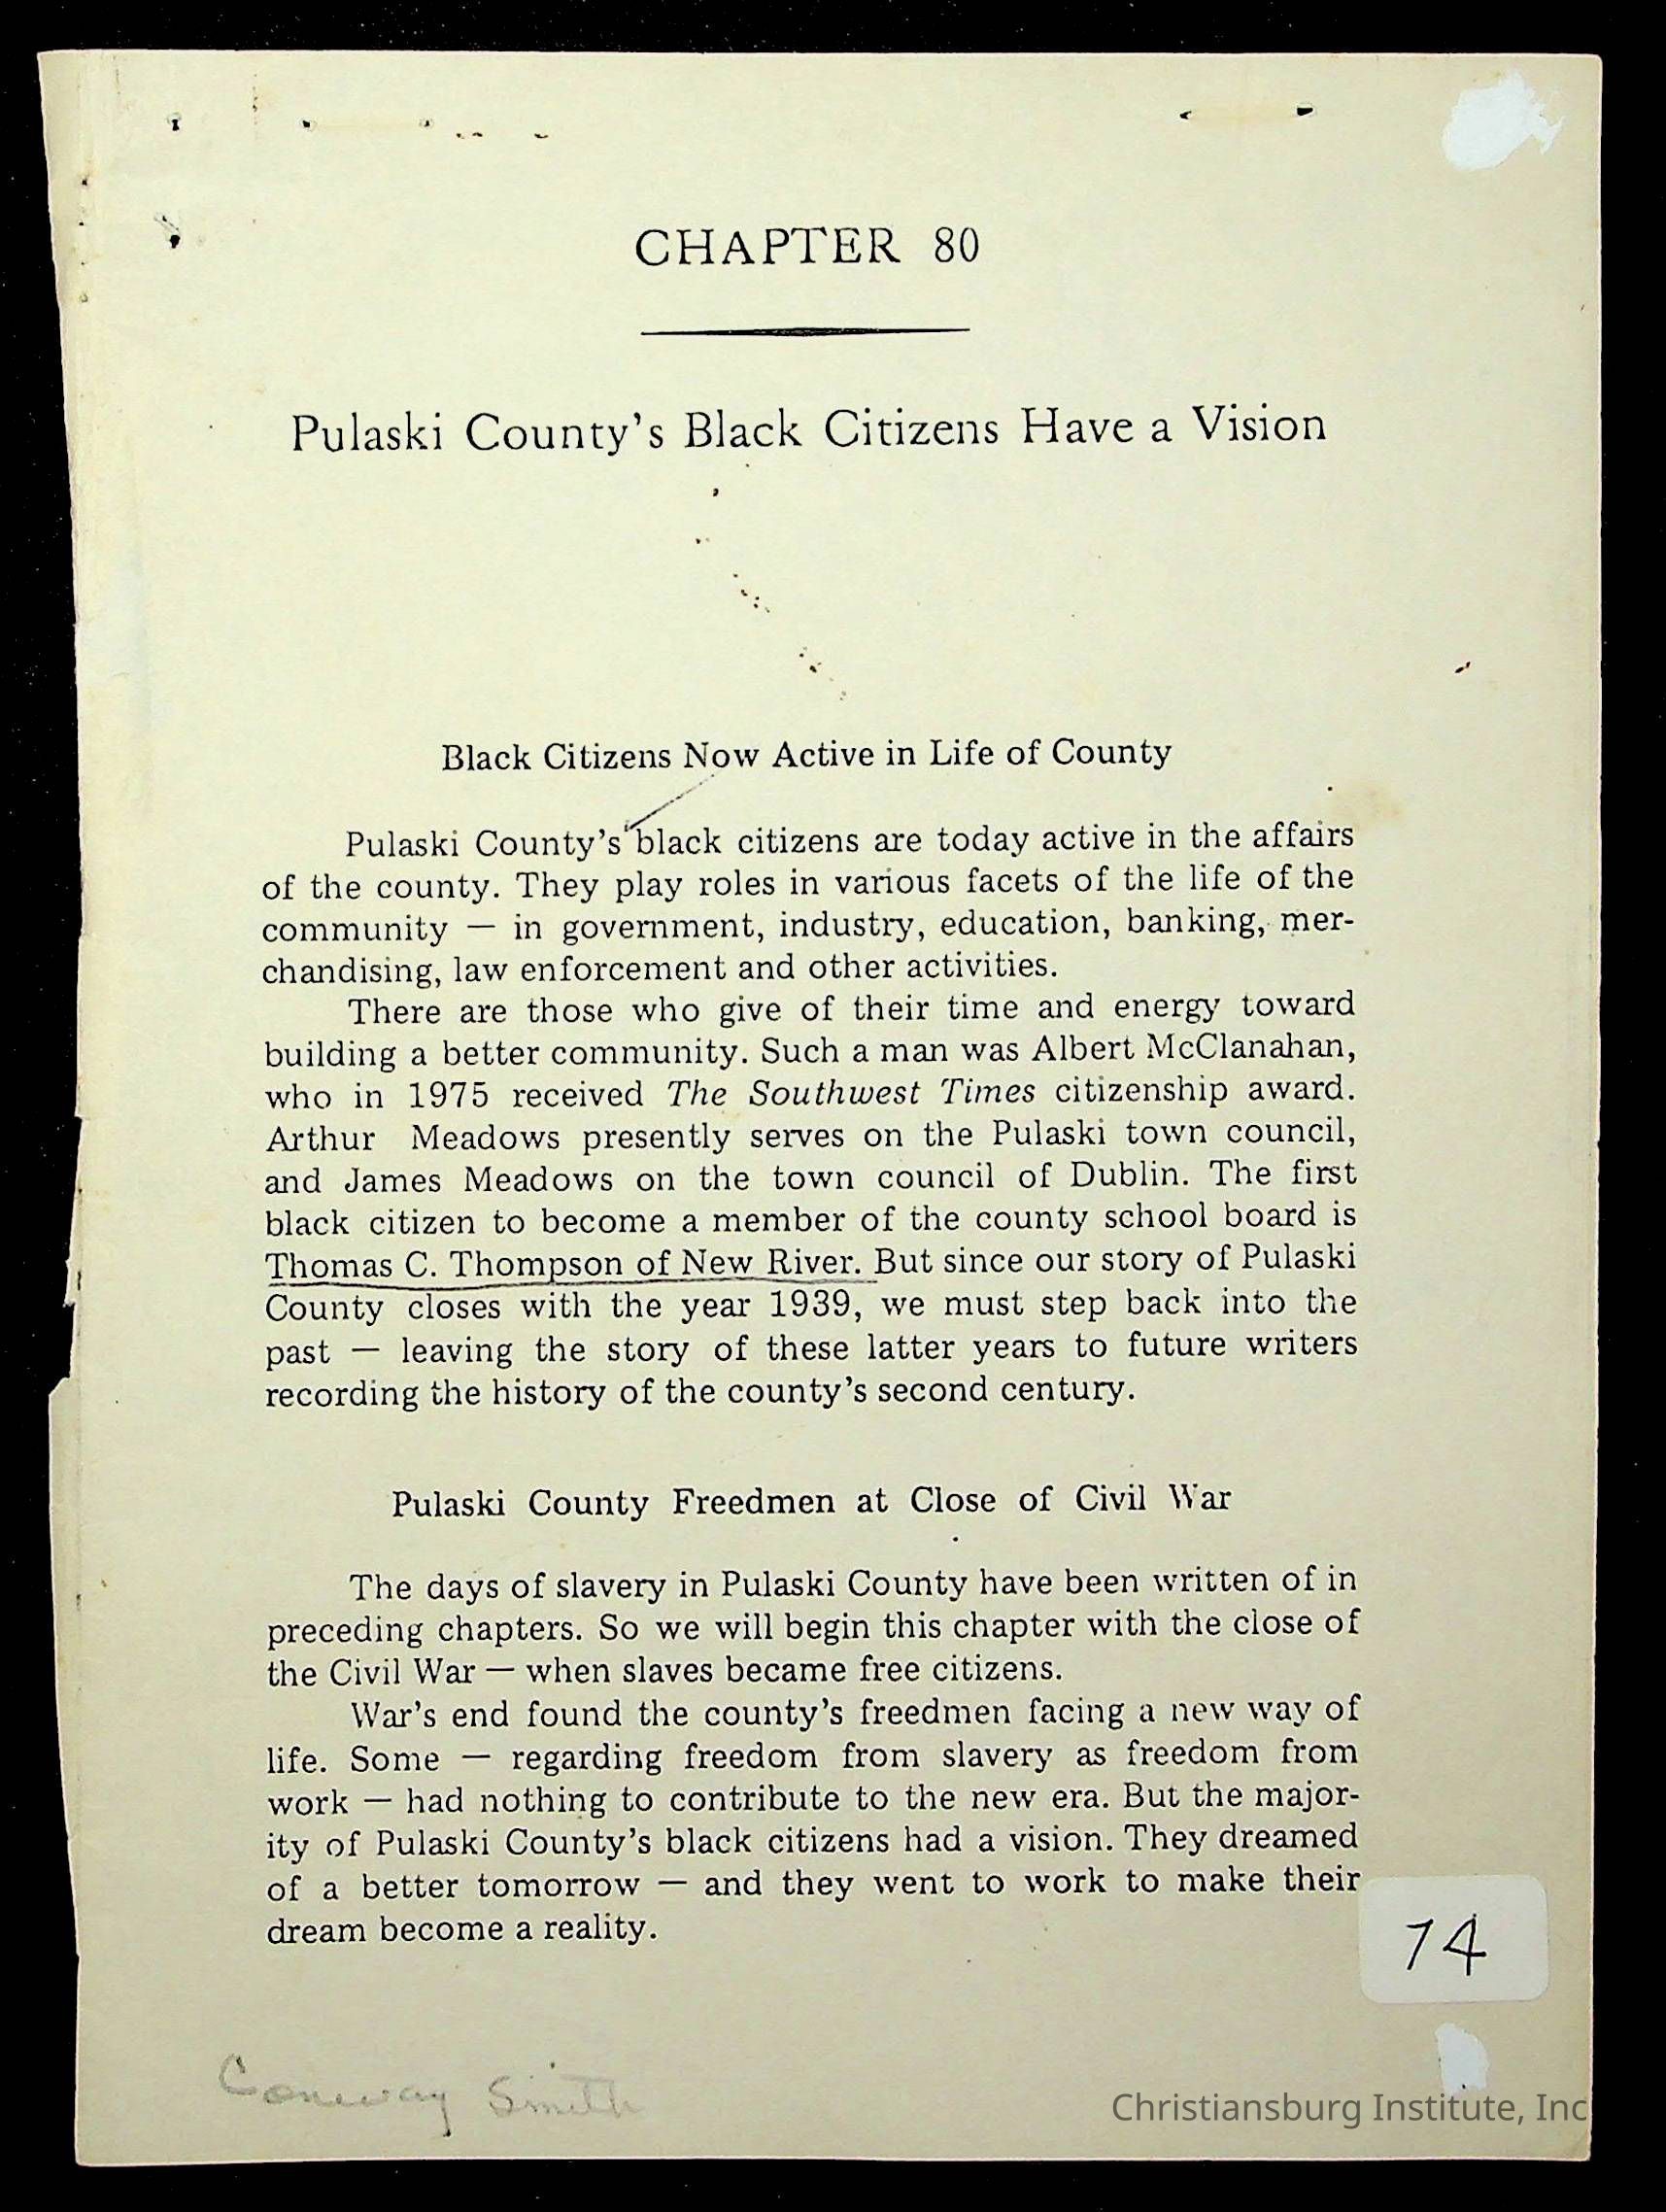 CHAPTER 80
Pulaski County's Black Citizens Have a Vision
Black Citizens Now Active in Life of County
Pulaski County's black citizens are today active in the affairs
of the county. They play roles in various facets of the life of the
community — in government, industry, education, banking, mer-
chandising, law enforcement and other activities.
There are those who give of their time and energy toward
building a better community. Such a man was Albert McClanahan,
who in 1975 received The Southwest Times citizenship award.
Arthur Meadows presently serves on the Pulaski town council,
and James Meadows on the town council of Dublin. The first
black citizen to become a member of the county school board is
Thomas C. Thompson of New River. But since our story of Pulaski
County closes with the year 1939, we must step back into the
past — leaving the story of these latter years to future writers
recording the history of the county's second century.
Pulaski County Freedmen at Close of Civil War
The days of slavery in Pulaski County have been written of in
preceding chapters. So we will begin this chapter with the close of
the Civil War — when slaves became free citizens.
War's end found the county's freedmen facing a new way of
life. Some — regarding freedom from slavery as freedom from
work — had nothing to contribute to the new era. But the major-
ity of Pulaski County's black citizens had a vision. They dreamed
of a better tomorrow — and they went to work to make their
dream become a reality.
74
Conway Smith
Christiansburg Institute, Inc